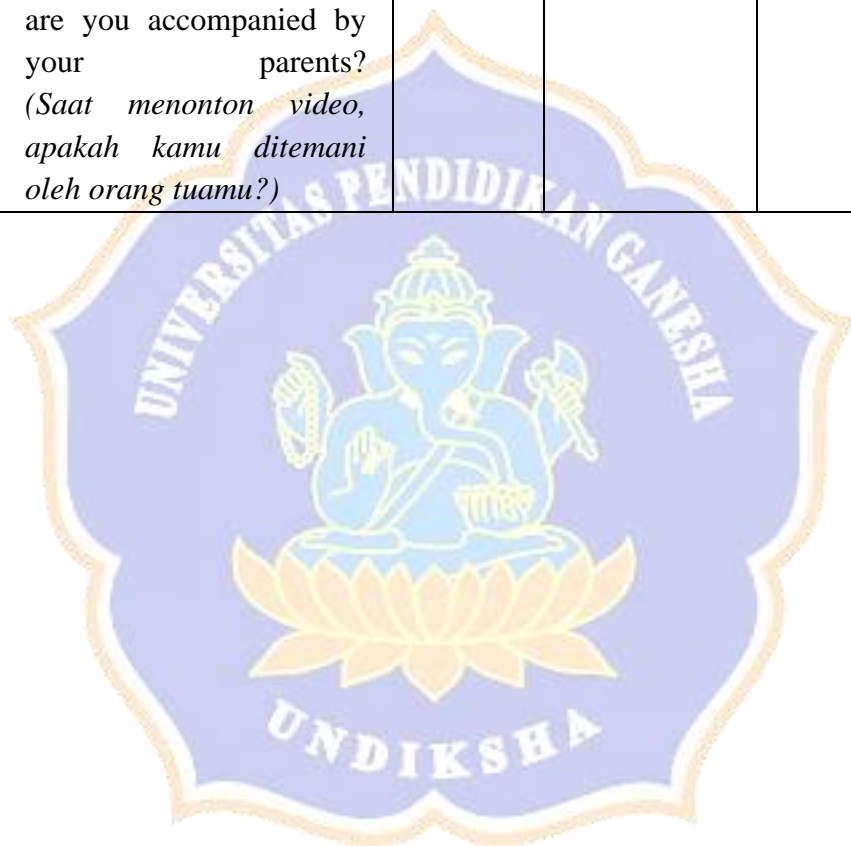 are you accompanied by
your parents?
(Saat menonton video,
apakah kamu ditemani
oleh orang tuamu?)
UNIVERSITAS PENDIDIKAN GANESHA
UNDIKSHA